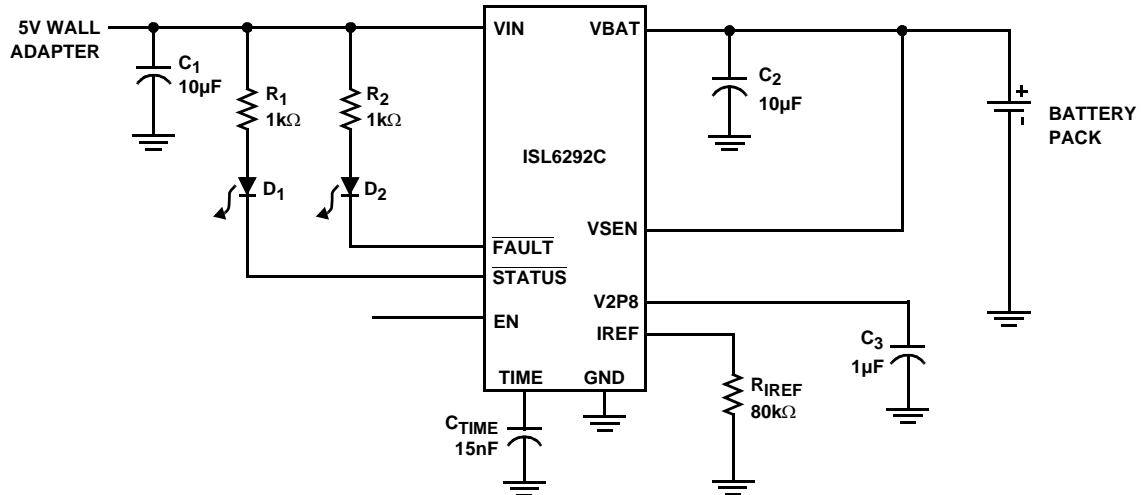 5V WALL
ADAPTER
C1
10µF
R1
1kΩ
R2
1kΩ
D1
D2
VIN
VBAT
ISL6292C
VSEN
FAULT
STATUS
EN
V2P8
IREF
TIME
GND
C2
10µF
+
-
BATTERY
PACK
C3
1µF
RIREF
80kΩ
CTIME
15nF